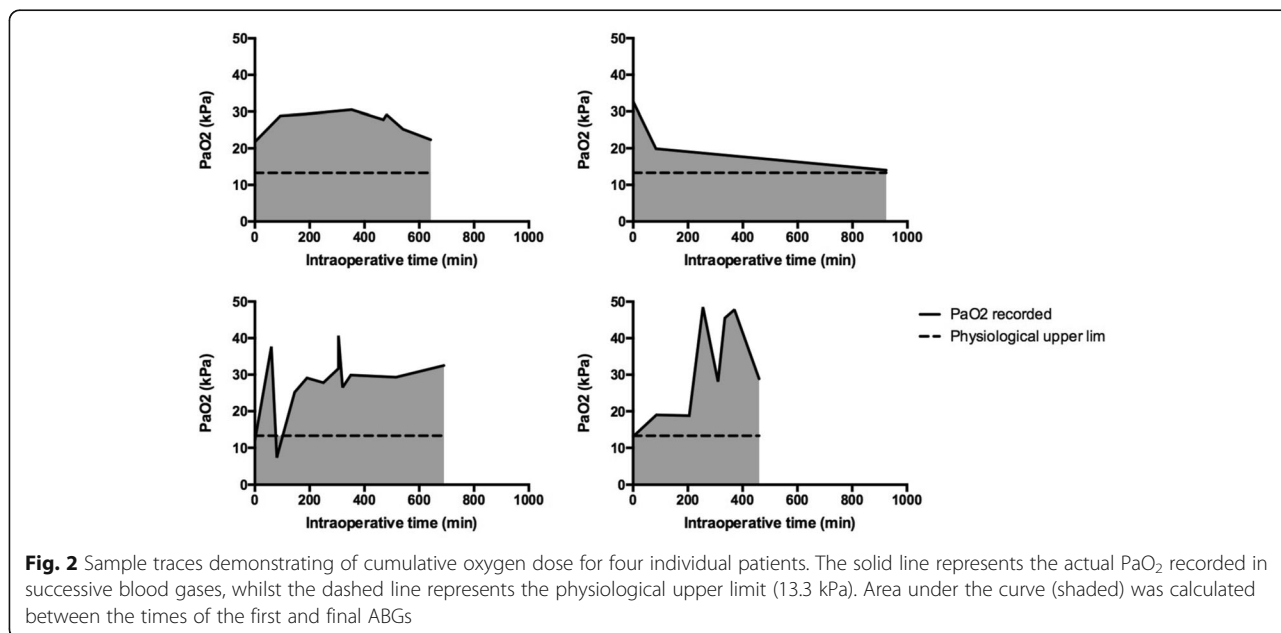 50
40
30
20
10
0
PaO2 (kPa)
0 200 400 600 800 1000
Intraoperative time (min)
50
40
30
20
10
0
PaO2 (kPa)
0 200 400 600 800 1000
Intraoperative time (min)
50
40
30
20
10
0
PaO2 (kPa)
0 200 400 600 800 1000
Intraoperative time (min)
50
40
30
20
10
0
PaO2 (kPa)
0 200 400 600 800 1000
Intraoperative time (min)
PaO2 recorded
Physiological upper lim
Fig. 2 Sample traces demonstrating of cumulative oxygen dose for four individual patients. The solid line represents the actual PaO₂ recorded in
successive blood gases, whilst the dashed line represents the physiological upper limit (13.3 kPa). Area under the curve (shaded) was calculated
between the times of the first and final ABGs